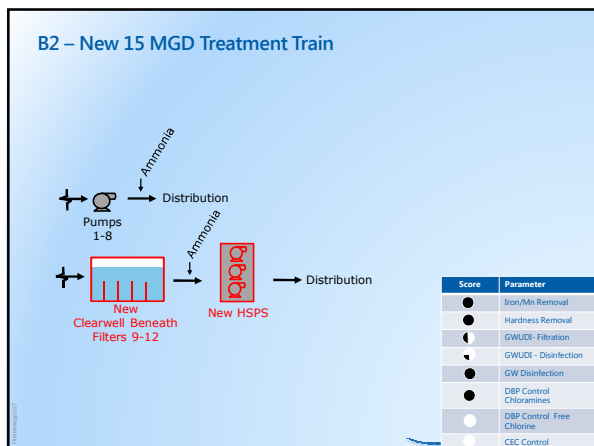 B2 – New 15 MGD Treatment Train
Ammonia
Distribution
Pumps
1-8
Ammonia
Distribution
New
Clearwell Beneath
Filters 9-12
New HSPS
Score Parameter
Iron/Mn Removal
Hardness Removal
GWUDI- Filtration
GWUDI - Disinfection
GW Disinfection
DBP Control
Chloramines
DBP Control Free
Chlorine
CEC Control